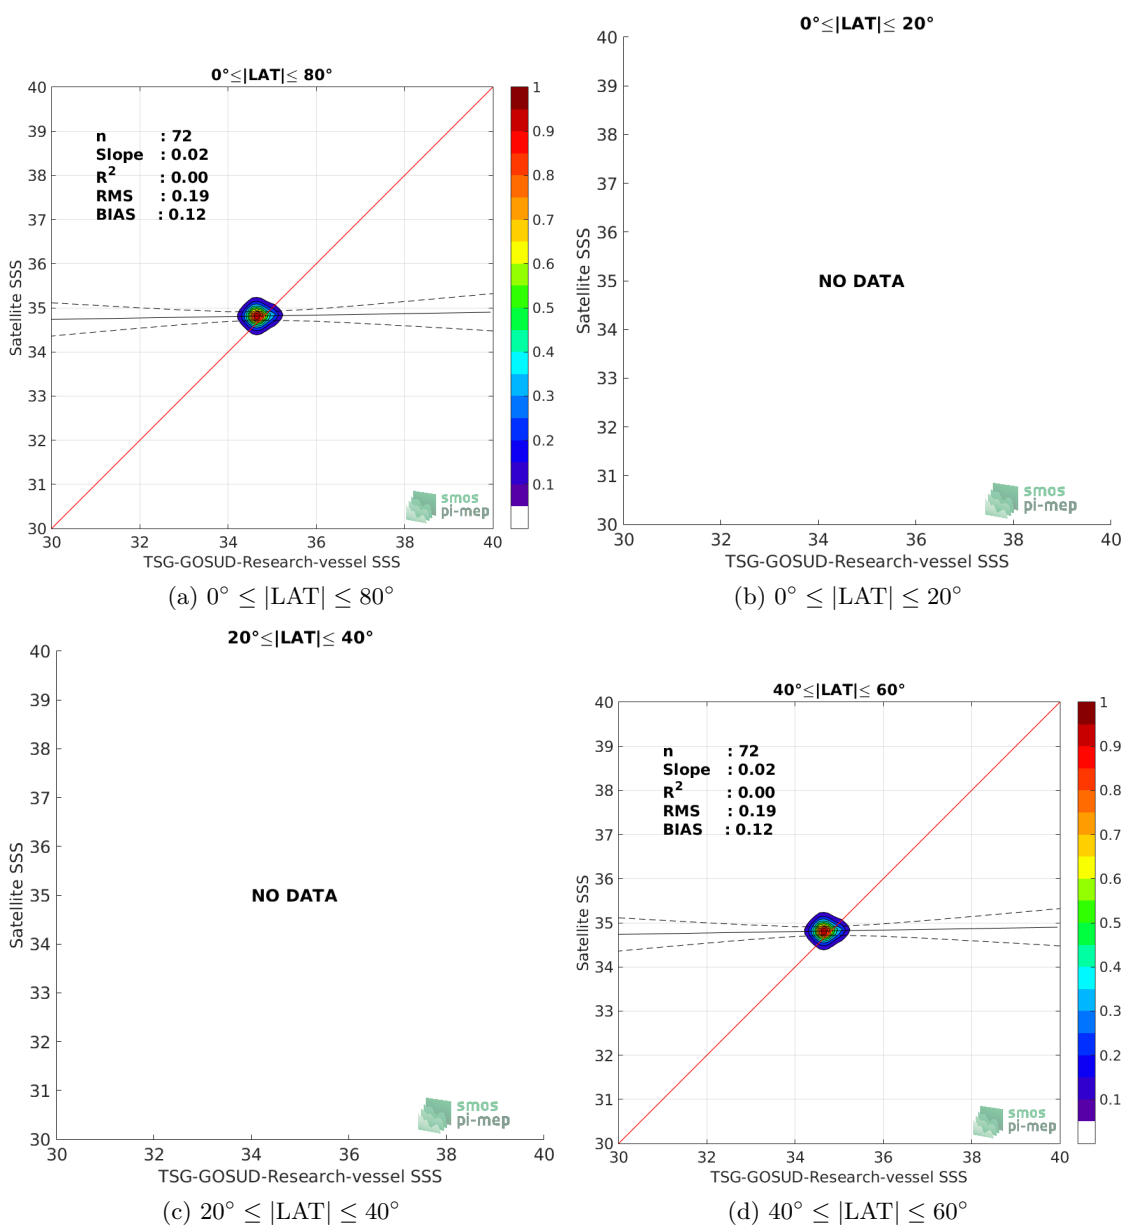 0°≤|LAT|≤ 80°
40
39
38
37
36
35
34
33
32
31
30
n : 72
Slope : 0.02
R² : 0.00
RMS : 0.19
BIAS : 0.12
Satellite SSS
30 32 34 36 38 40
TSG-GOSUD-Research-vessel SSS
1
0.9
0.8
0.7
0.6
0.5
0.4
0.3
0.2
0.1
smos
pi-mep
(a) 0° ≤ |LAT| ≤ 80°
0°≤|LAT|≤ 20°
40
39
38
37
36
35
34
33
32
31
30
Satellite SSS
NO DATA
smos
pi-mep
30 32 34 36 38 40
TSG-GOSUD-Research-vessel SSS
(b) 0° ≤ |LAT| ≤ 20°
20°≤|LAT|≤ 40°
40
39
38
37
36
35
34
33
32
31
30
Satellite SSS
NO DATA
smos
pi-mep
30 32 34 36 38 40
TSG-GOSUD-Research-vessel SSS
(c) 20° ≤ |LAT| ≤ 40°
40°≤|LAT|≤ 60°
40
39
38
37
36
35
34
33
32
31
30
n : 72
Slope : 0.02
R² : 0.00
RMS : 0.19
BIAS : 0.12
Satellite SSS
30 32 34 36 38 40
TSG-GOSUD-Research-vessel SSS
1
0.9
0.8
0.7
0.6
0.5
0.4
0.3
0.2
0.1
smos
pi-mep
(d) 40° ≤ |LAT| ≤ 60°